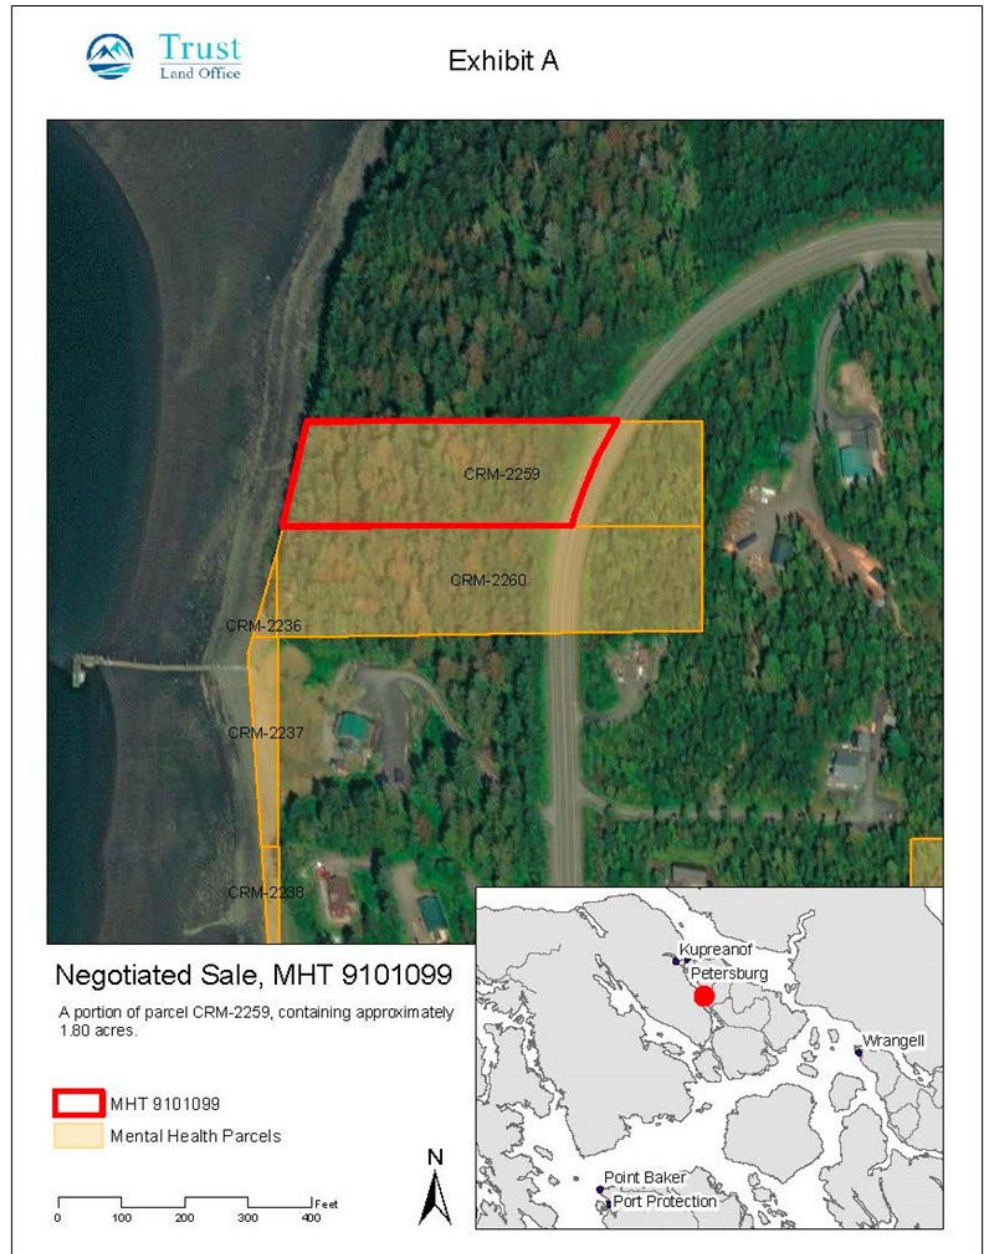 Trust
Land Office
Exhibit A
CRM-2259
CRM-2260
CRM-2236
CRM-2237
CRM-2238
Negotiated Sale, MHT 9101099
A portion of parcel CRM-2259, containing approximately
1.80 acres.
MHT 9101099
Mental Health Parcels
N
Feet
0 100 200 300 400
Kupreanof
Petersburg
Wrangell
Point Baker
Port Protection